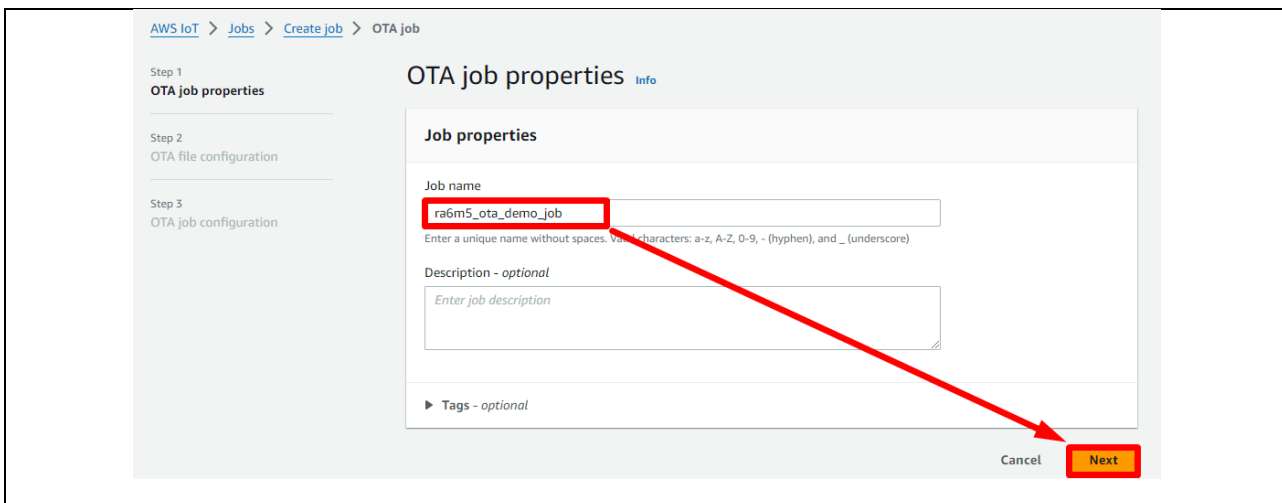 AWS IoT > Jobs > Create job > OTA job
Step 1
OTA job properties
Step 2
OTA file configuration
Step 3
OTA job configuration
OTA job properties Info
Job properties
Job name
ra6m5_ota_demo_job
Enter a unique name without spaces. Valid characters: a-z, A-Z, 0-9, - (hyphen), and _ (underscore)
Description - optional
Enter job description
Tags - optional
Cancel Next